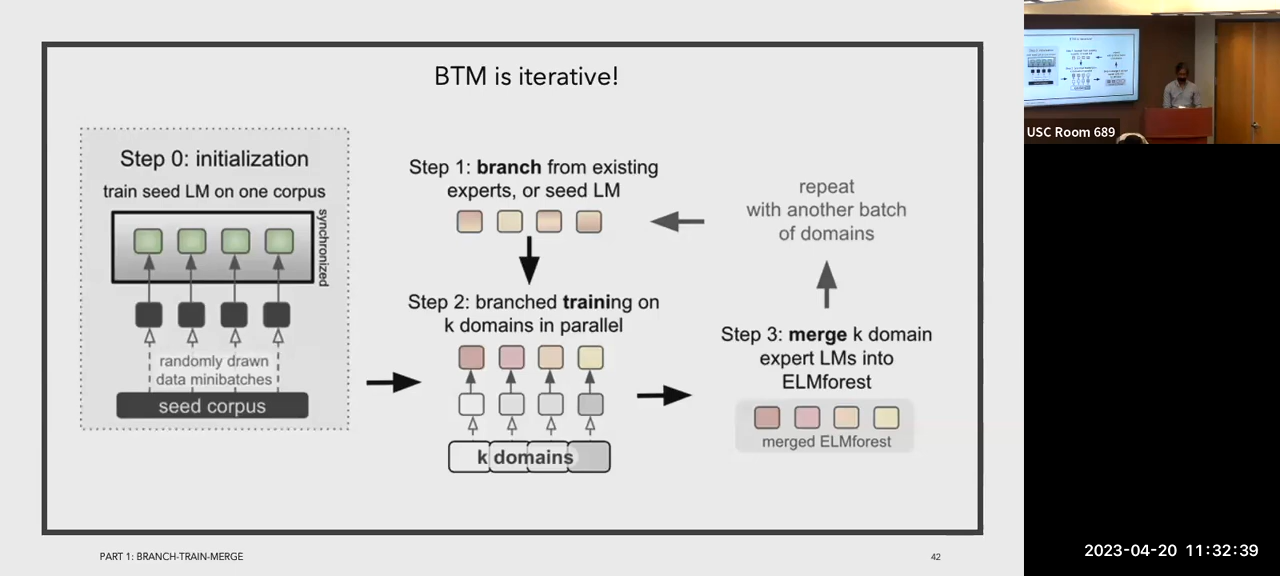 BTM is iterative!
Step 0: initialization
train seed LM on one corpus
synchronized
randomly drawn
data minibatches
seed corpus
Step 1: branch from existing
experts, or seed LM
Step 2: branched training on
k domains in parallel
k domains
Step 3: merge k domain
expert LMs into
ELMforest
merged ELMforest
repeat
with another batch
of domains
PART 1: BRANCH-TRAIN-MERGE
42
USC Room 689
2023-04-20 11:32:39